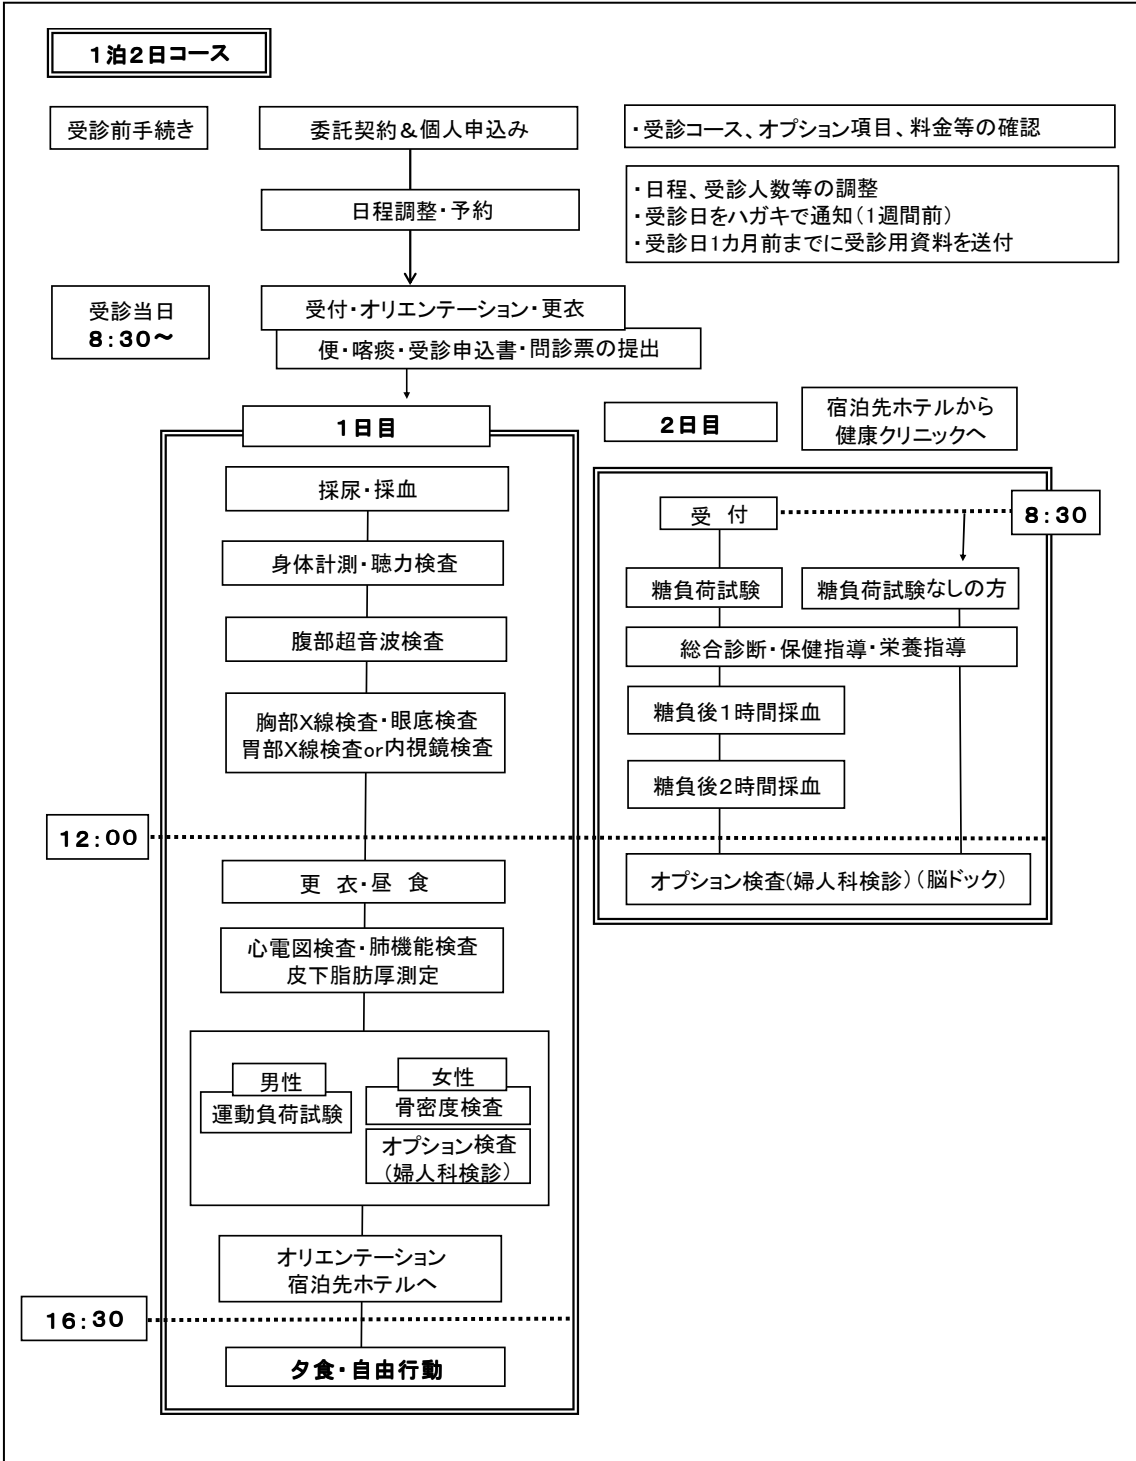 1泊2日コース
受診前手続き
委託契約＆個人申込み
・受診コース、オプション項目、料金等の確認
日程調整・予約
・日程、受診人数等の調整
・受診日をハガキで通知（1週間前）
・受診日1カ月前までに受診用資料を送付
受診当日
8:30～
受付・オリエンテーション・更衣
便・喀痰・受診申込書・問診票の提出
1日目
採尿・採血
身体計測・聴力検査
腹部超音波検査
胸部X線検査・眼底検査
胃部X線検査or内視鏡検査
12:00
更　衣・昼　食
心電図検査・肺機能検査
皮下脂肪厚測定
男性
運動負荷試験
女性
骨密度検査
オプション検査
(婦人科検診)
オリエンテーション
宿泊先ホテルへ
16:30
夕食・自由行動
2日目
宿泊先ホテルから
健康クリニックへ
受　付
8:30
糖負荷試験
糖負荷試験なしの方
総合診断・保健指導・栄養指導
糖負後1時間採血
糖負後2時間採血
オプション検査(婦人科検診)(脳ドック)